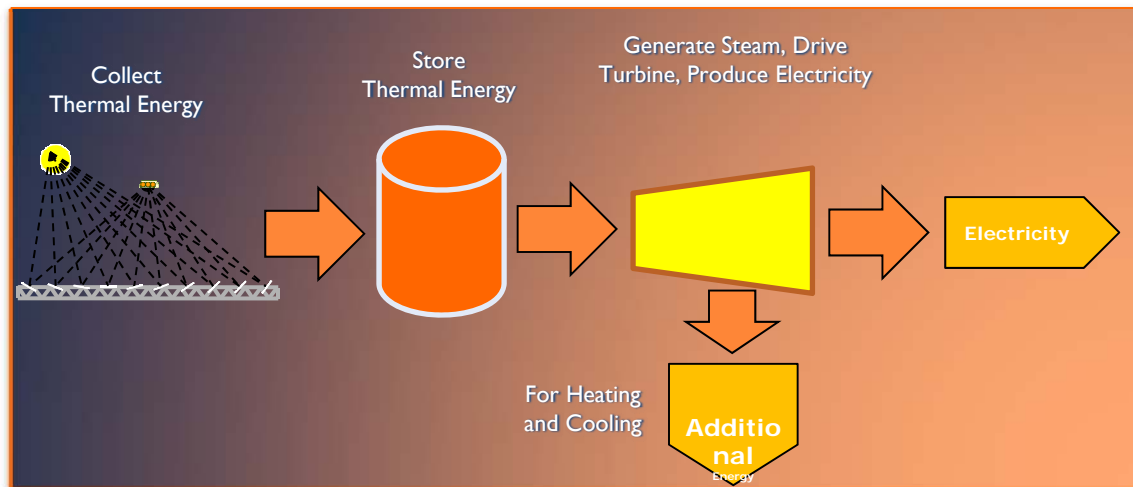 Collect
Thermal Energy
Store
Thermal Energy
Generate Steam, Drive
Turbine, Produce Electricity
Electricity
For Heating
and Cooling
Additio
nal
Energy